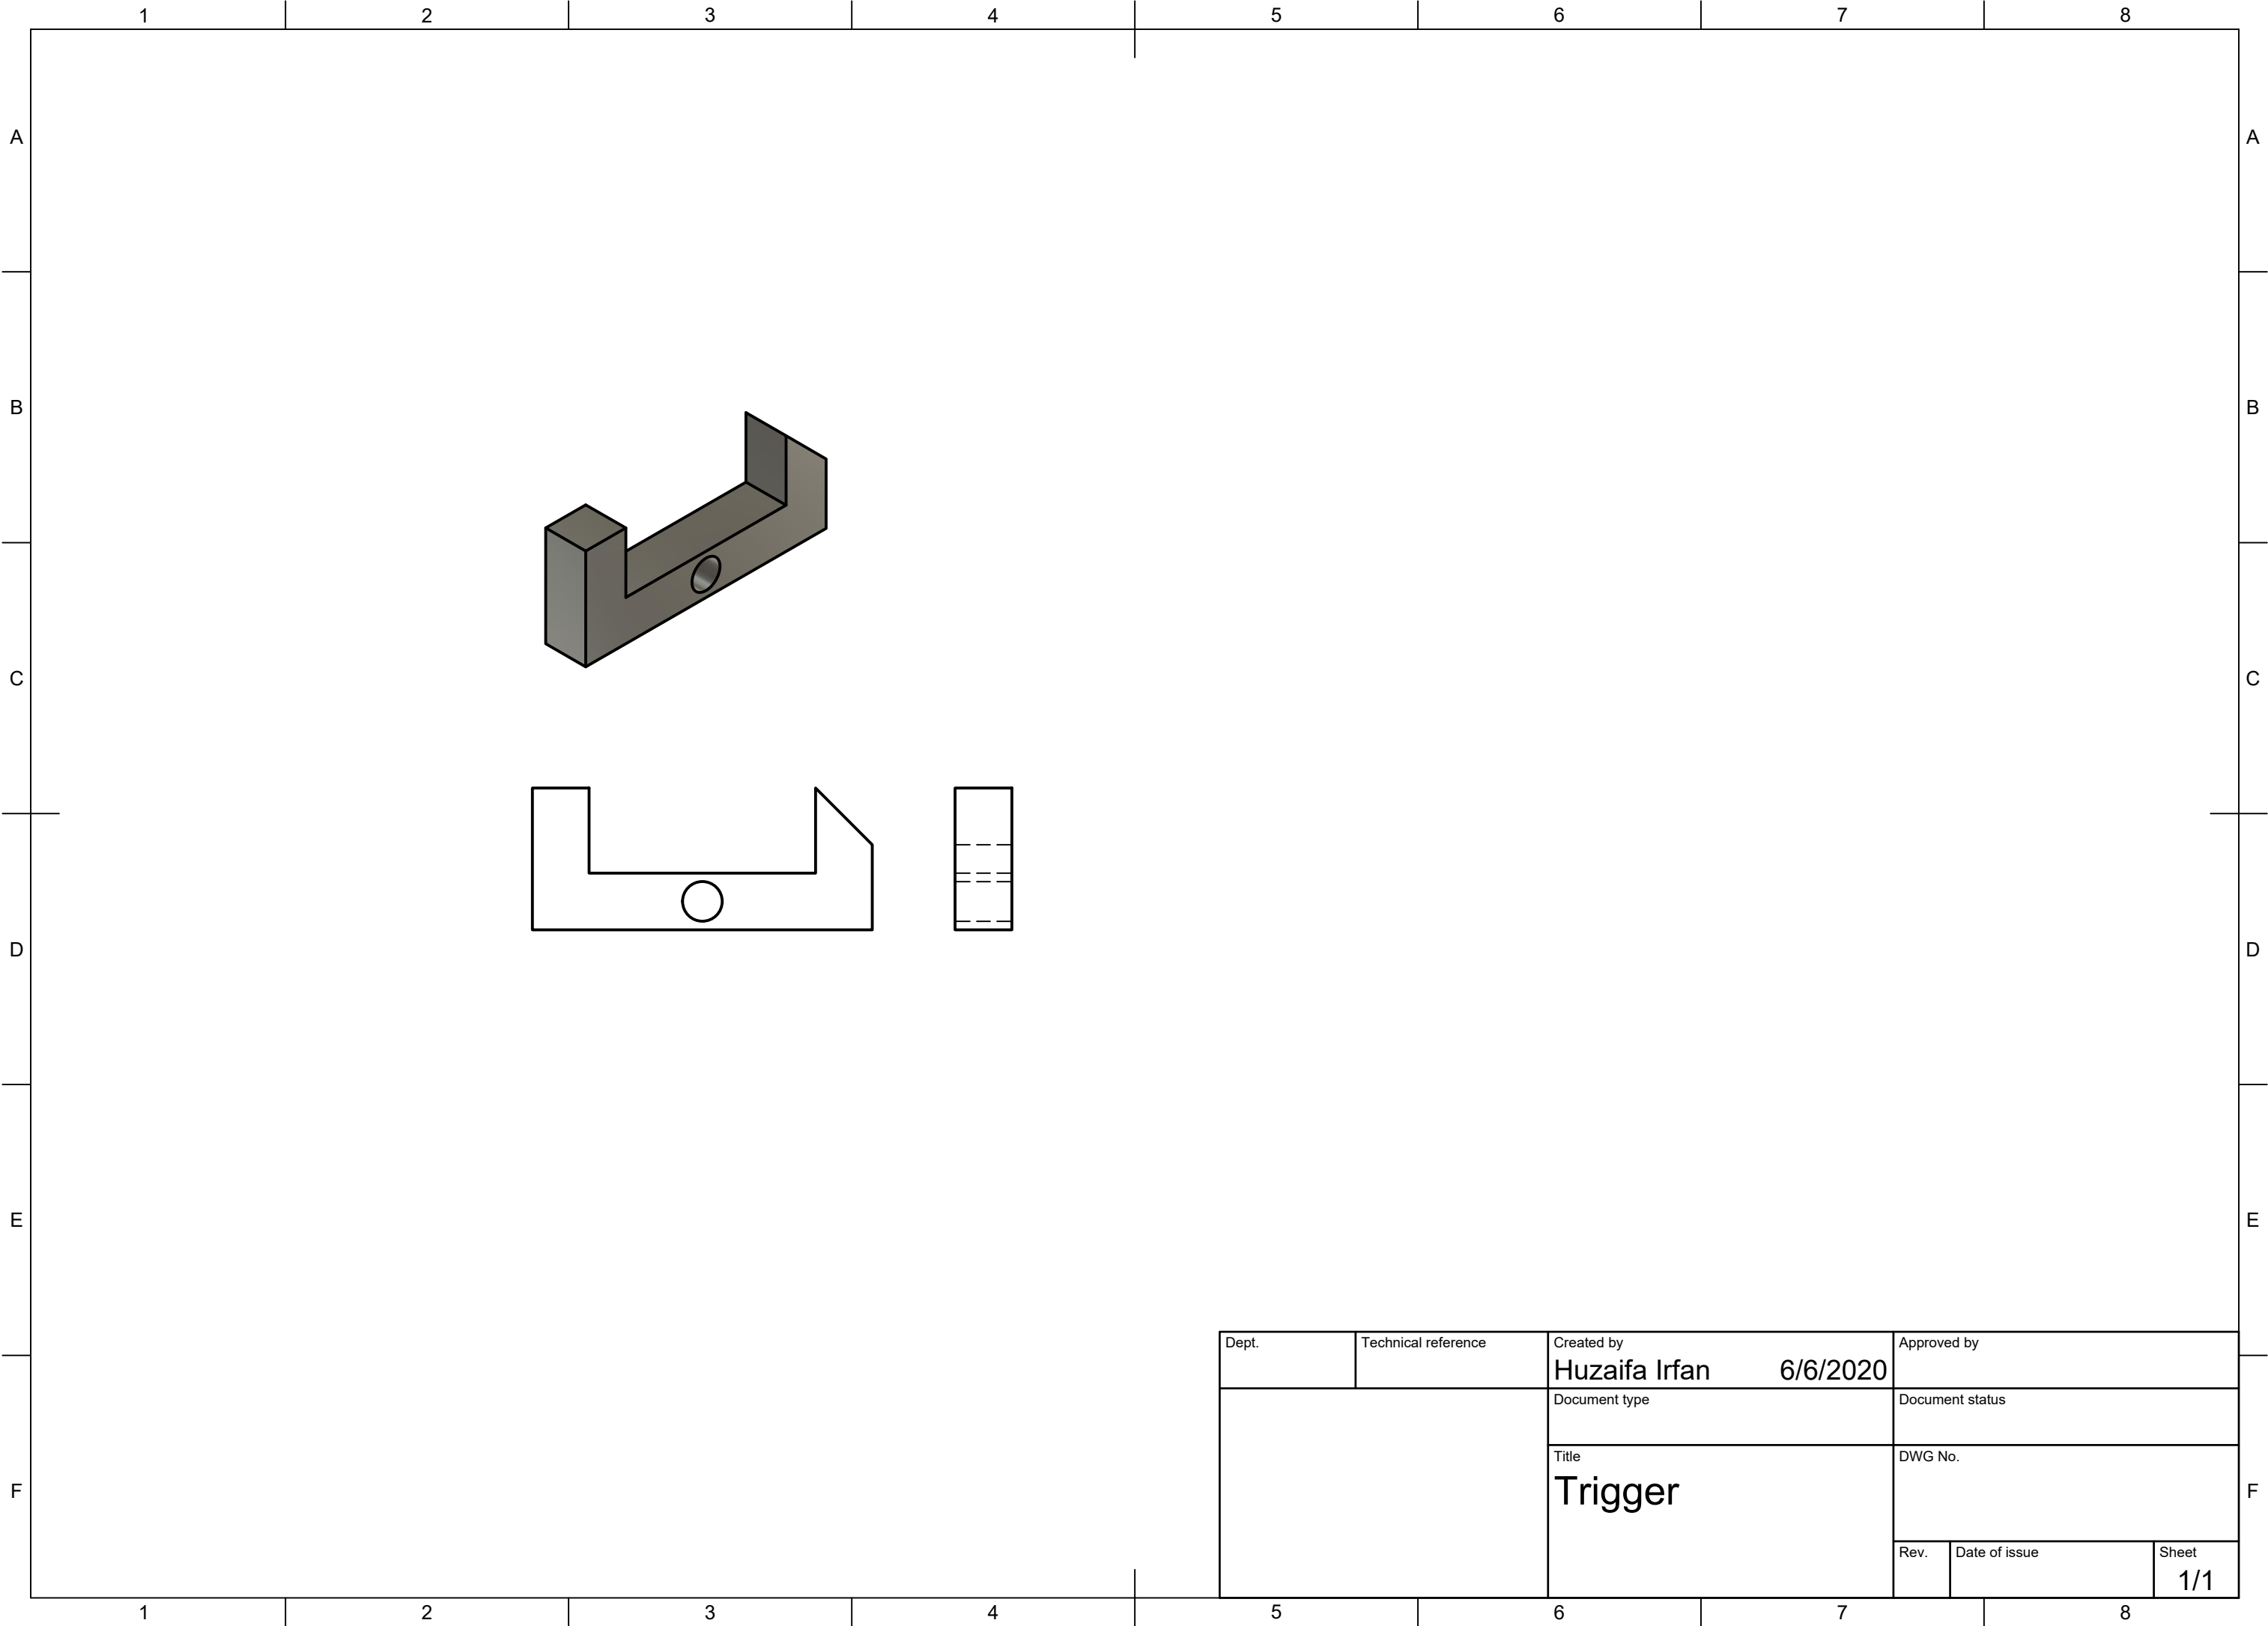 1 2 3 4 5 6 7 8
A A
B B
C C
D D
E E
F F
Dept. Technical reference Created by Approved by
Huzaifa Irfan 6/6/2020
Document type Document status
Title DWG No.
Trigger
Rev. Date of issue Sheet
1/1
1 2 3 4 5 6 7 8